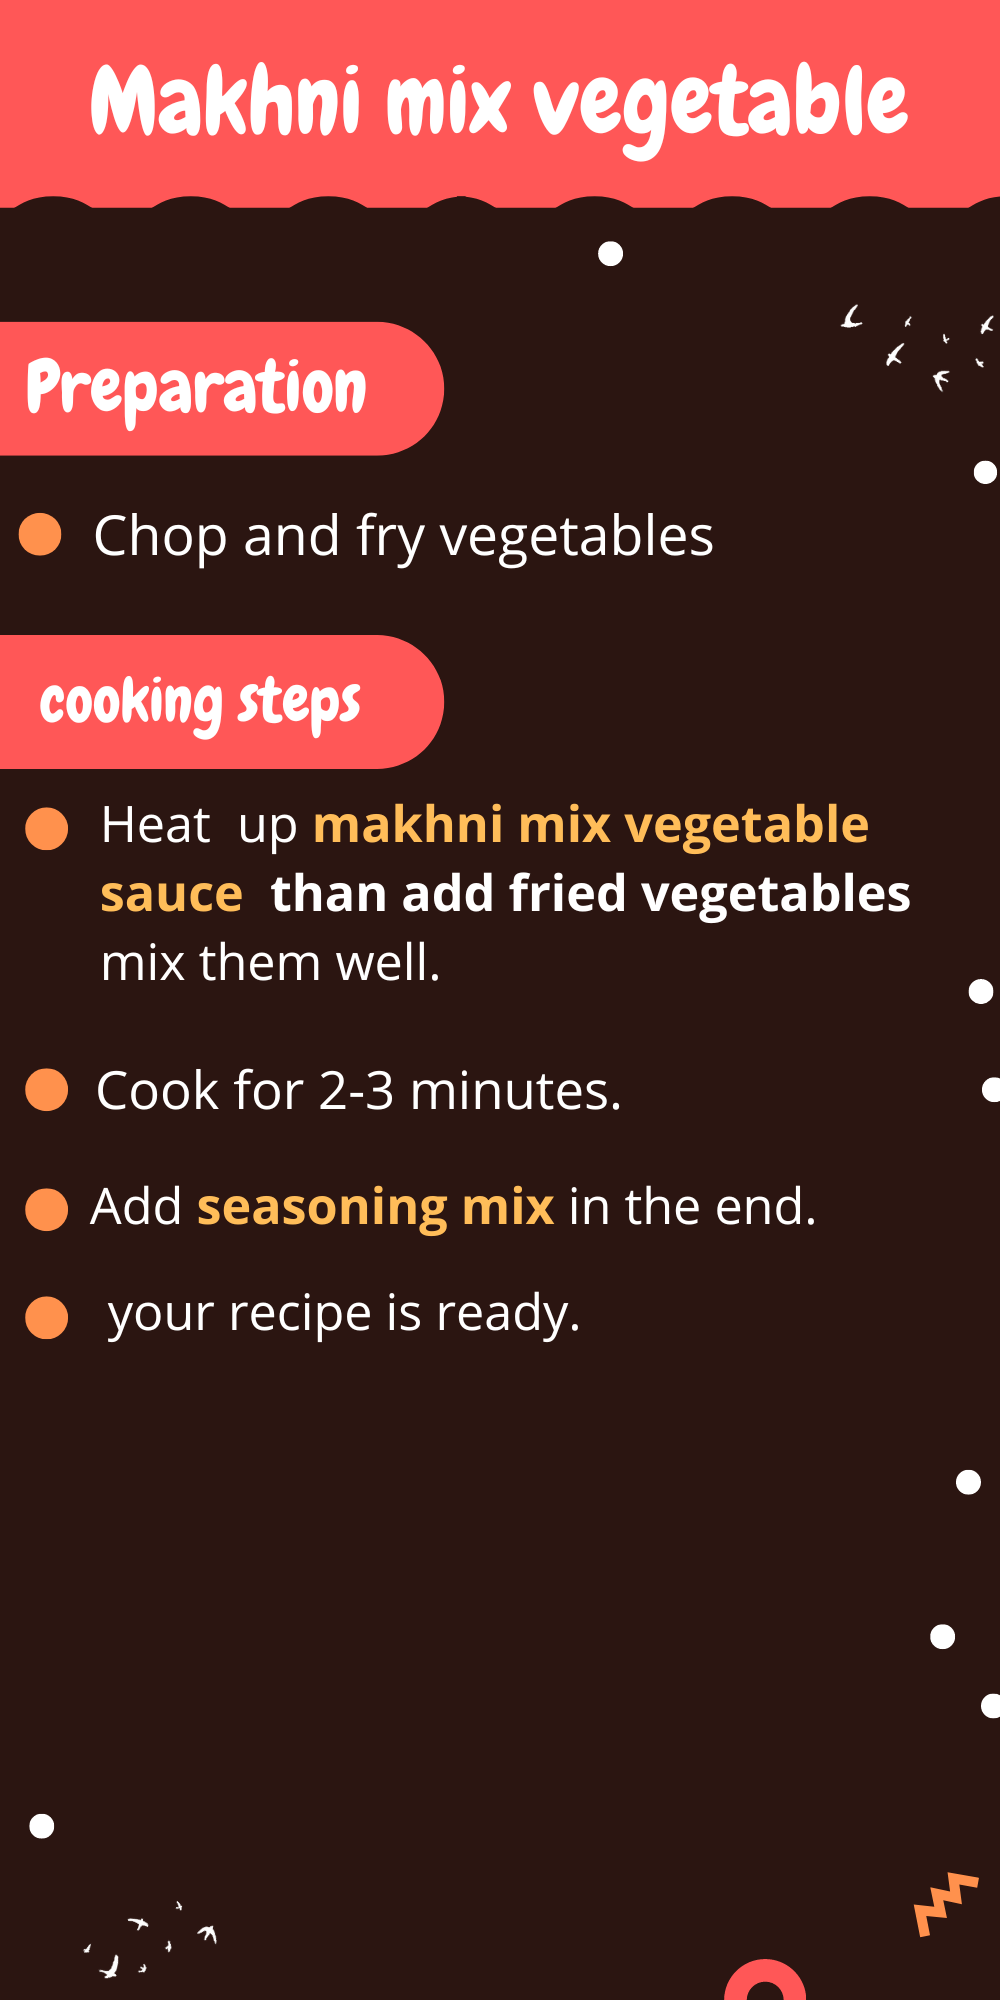 Makhni mix vegetable
Preparation
Chop and fry vegetables
cooking steps
Heat  up makhni mix vegetable
sauce  than add fried vegetables
mix them well.
Cook for 2-3 minutes.
Add seasoning mix in the end.
your recipe is ready.